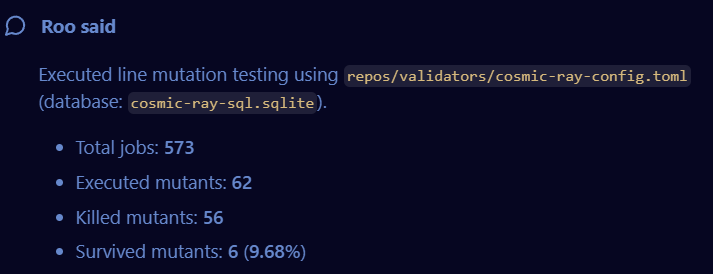 Roo said
Executed line mutation testing using repos/validators/cosmic-ray-config.toml
(database: cosmic-ray-sql.sqlite).
• Total jobs: 573
• Executed mutants: 62
• Killed mutants: 56
• Survived mutants: 6 (9.68%)